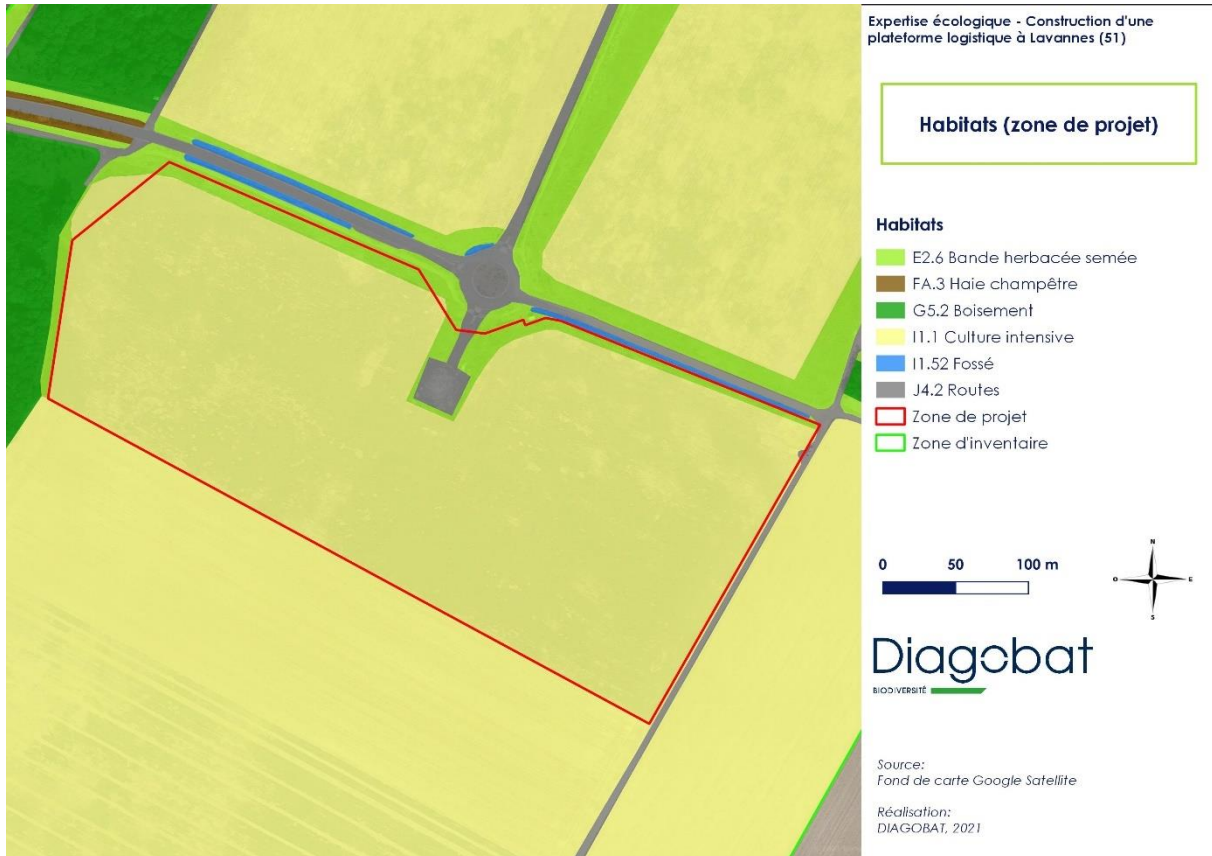 Expertise écologique - Construction d'une
plateforme logistique à Lavannes (51)
Habitats (zone de projet)
Habitats
E2.6 Bande herbacée semée
FA.3 Haie champêtre
G5.2 Boisement
I1.1 Culture intensive
I1.52 Fossé
J4.2 Routes
Zone de projet
Zone d'inventaire
0 50 100 m
N
O E
S
Diagobat
BIODIVERSITÉ
Source:
Fond de carte Google Satellite
Réalisation:
DIAGOBAT, 2021